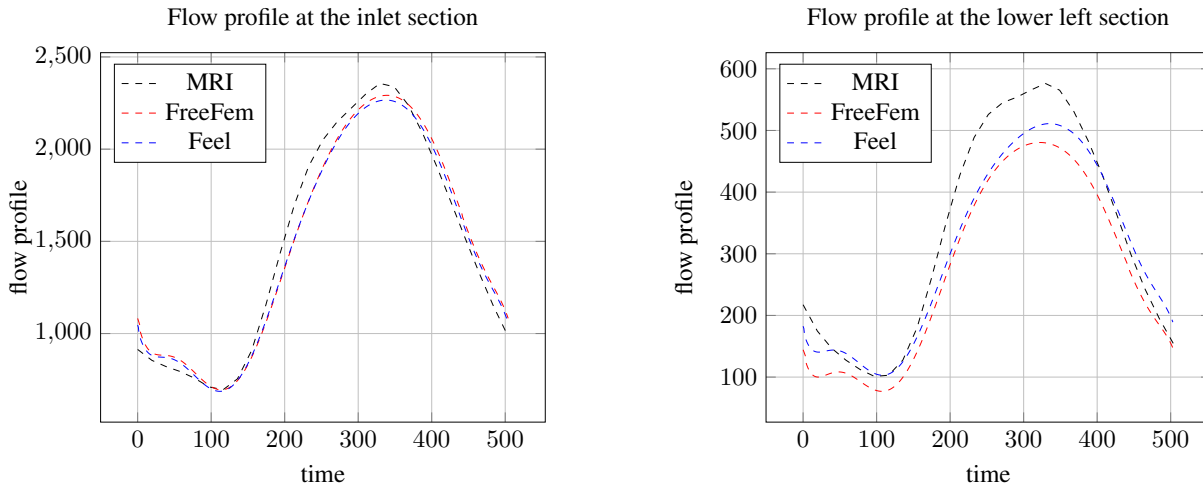 Flow profile at the inlet section
2,500
2,000
1,500
1,000
flow profile
MRI
FreeFem
Feel
0 100 200 300 400 500
time
Flow profile at the lower left section
600
500
400
300
200
100
flow profile
MRI
FreeFem
Feel
0 100 200 300 400 500
time